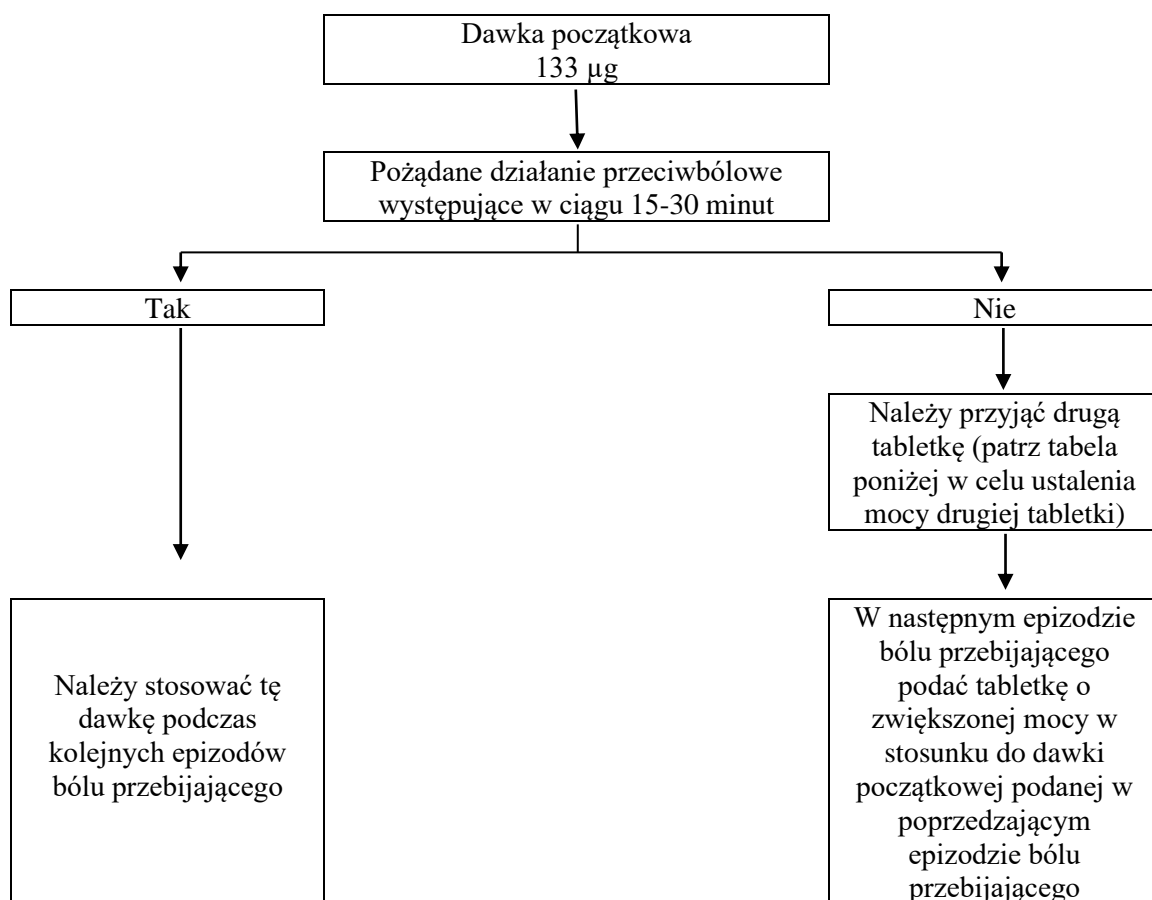 Dawka początkowa
133 µg
Pożądane działanie przeciwbólowe
występujące w ciągu 15-30 minut
Tak
Nie
Należy przyjąć drugą
tabletkę (patrz tabela
poniżej w celu ustalenia
mocy drugiej tabletki)
Należy stosować tę
dawkę podczas
kolejnych epizodów
bólu przebijającego
W następnym epizodzie
bólu przebijającego
podać tabletkę o
zwiększonej mocy w
stosunku do dawki
początkowej podanej w
poprzedzającym
epizodzie bólu
przebijającego